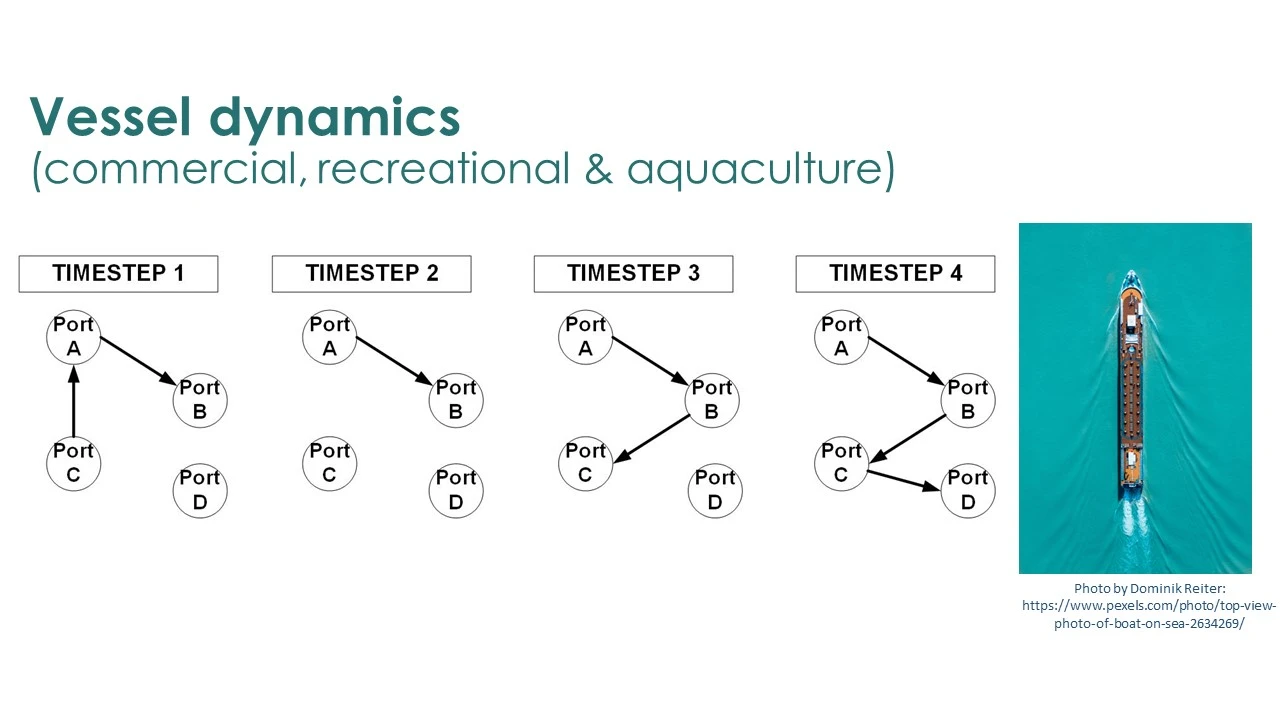 Vessel dynamics
(commercial, recreational & aquaculture)
TIMESTEP 1
Port
A
Port
B
Port
C
Port
D
TIMESTEP 2
Port
A
Port
B
Port
C
Port
D
TIMESTEP 3
Port
A
Port
B
Port
C
Port
D
TIMESTEP 4
Port
A
Port
B
Port
C
Port
D
Photo by Dominik Reiter:
https://www.pexels.com/photo/top-view-
photo-of-boat-on-sea-2634269/